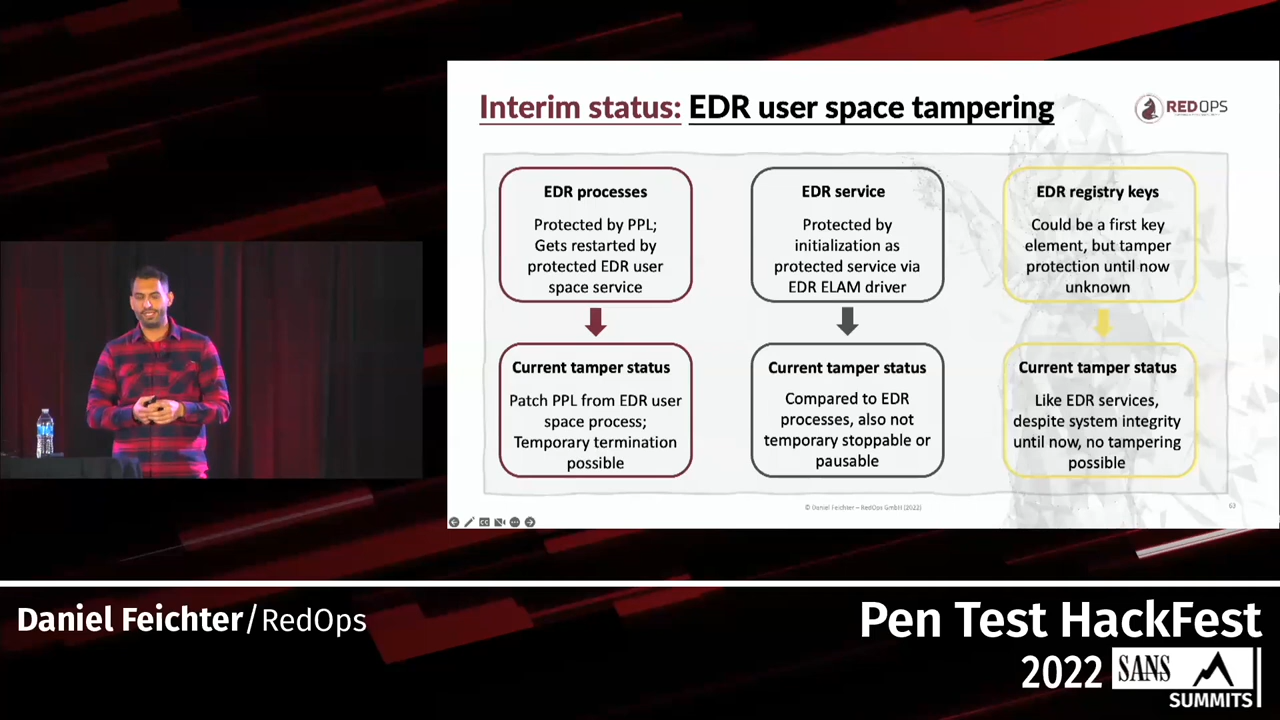 Interim status: EDR user space tampering
REDOPS
EDR processes
Protected by PPL;
Gets restarted by
protected EDR user
space service
EDR service
Protected by
initialization as
protected service via
EDR ELAM driver
EDR registry keys
Could be a first key
element, but tamper
protection until now
unknown
Current tamper status
Patch PPL from EDR user
space process;
Temporary termination
possible
Current tamper status
Compared to EDR
processes, also not
temporary stoppable or
pausable
Current tamper status
Like EDR services,
despite system integrity
until now, no tampering
possible
© Daniel Feichter – RedOps GmbH (2022)
Daniel Feichter/RedOps
Pen Test HackFest
2022 SANS
SUMMITS